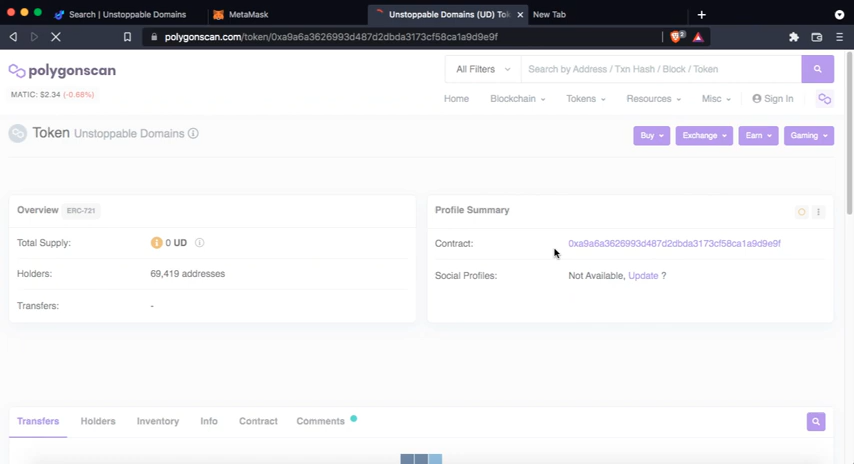 Search | Unstoppable Domains
MetaMask
Unstoppable Domains (UD) Tok
New Tab
polygonscan.com/token/0xa9a6a3626993d487d2dbda3173cf58ca1a9d9e9f
polygonscan
All Filters
Search by Address / Txn Hash / Block / Token
MATIC: $2.34 (-0.68%)
Home Blockchain Tokens Resources Misc Sign In
Token Unstoppable Domains
Buy Exchange Earn Gaming
Overview ERC-721
Total Supply: 0 UD
Holders: 69,419 addresses
Transfers: -
Profile Summary
Contract: 0xa9a6a3626993d487d2dbda3173cf58ca1a9d9e9f
Social Profiles: Not Available, Update ?
Transfers Holders Inventory Info Contract Comments